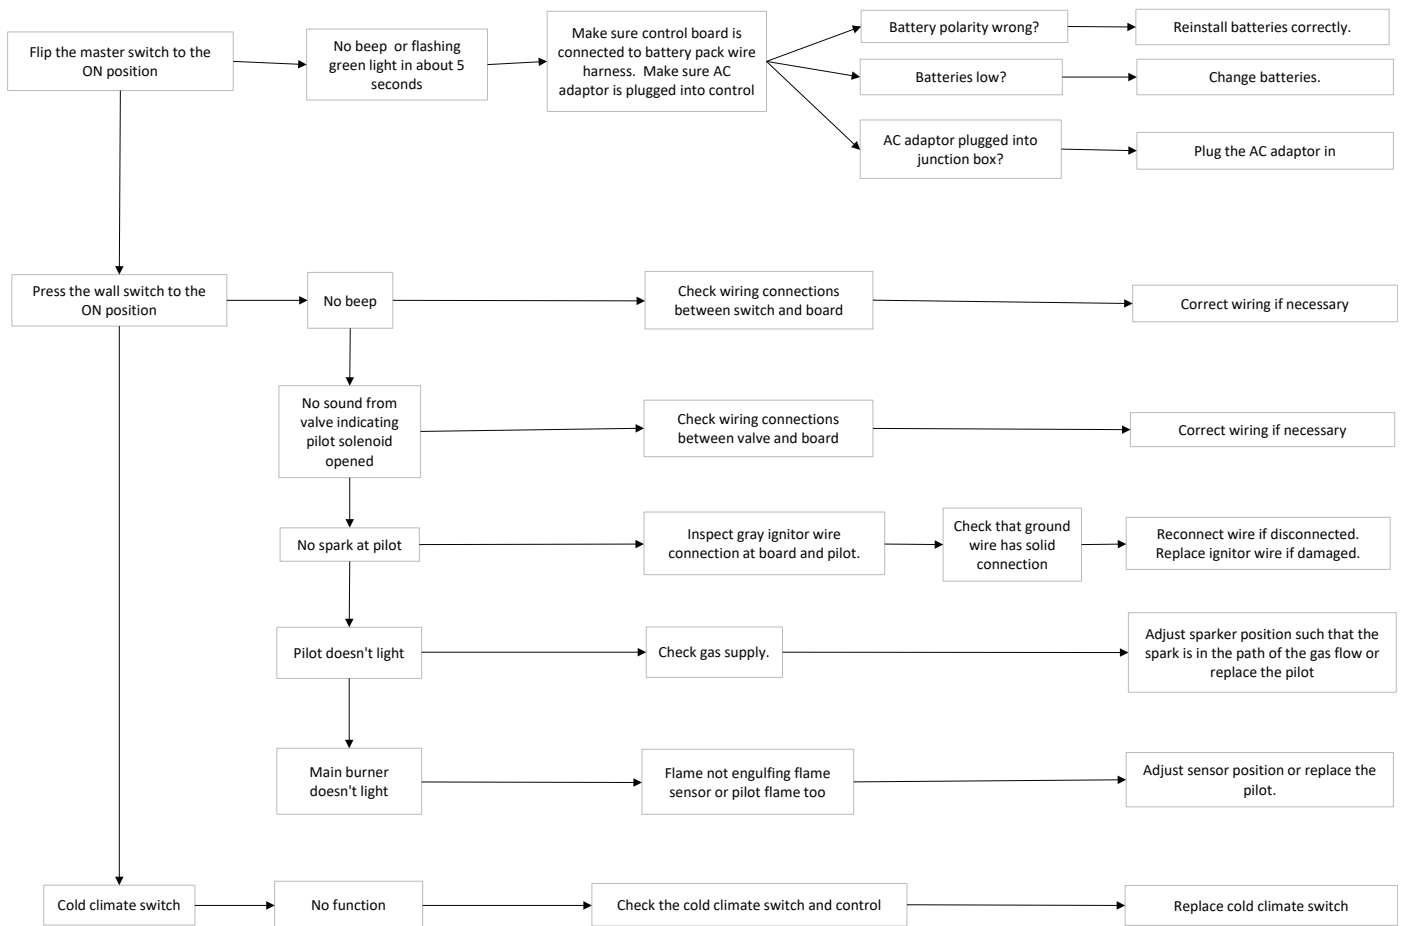 Flip the master switch to the
ON position
No beep  or flashing
green light in about 5
seconds
Make sure control board is
connected to battery pack wire
harness.  Make sure AC
adaptor is plugged into control
Battery polarity wrong?
Reinstall batteries correctly.
Batteries low?
Change batteries.
AC adaptor plugged into
junction box?
Plug the AC adaptor in
Press the wall switch to the
ON position
No beep
Check wiring connections
between switch and board
Correct wiring if necessary
No sound from
valve indicating
pilot solenoid
opened
Check wiring connections
between valve and board
Correct wiring if necessary
No spark at pilot
Inspect gray ignitor wire
connection at board and pilot.
Check that ground
wire has solid
connection
Reconnect wire if disconnected.
Replace ignitor wire if damaged.
Pilot doesn't light
Check gas supply.
Adjust sparker position such that the
spark is in the path of the gas flow or
replace the pilot
Main burner
doesn't light
Flame not engulfing flame
sensor or pilot flame too
Adjust sensor position or replace the
pilot.
Cold climate switch
No function
Check the cold climate switch and control
Replace cold climate switch